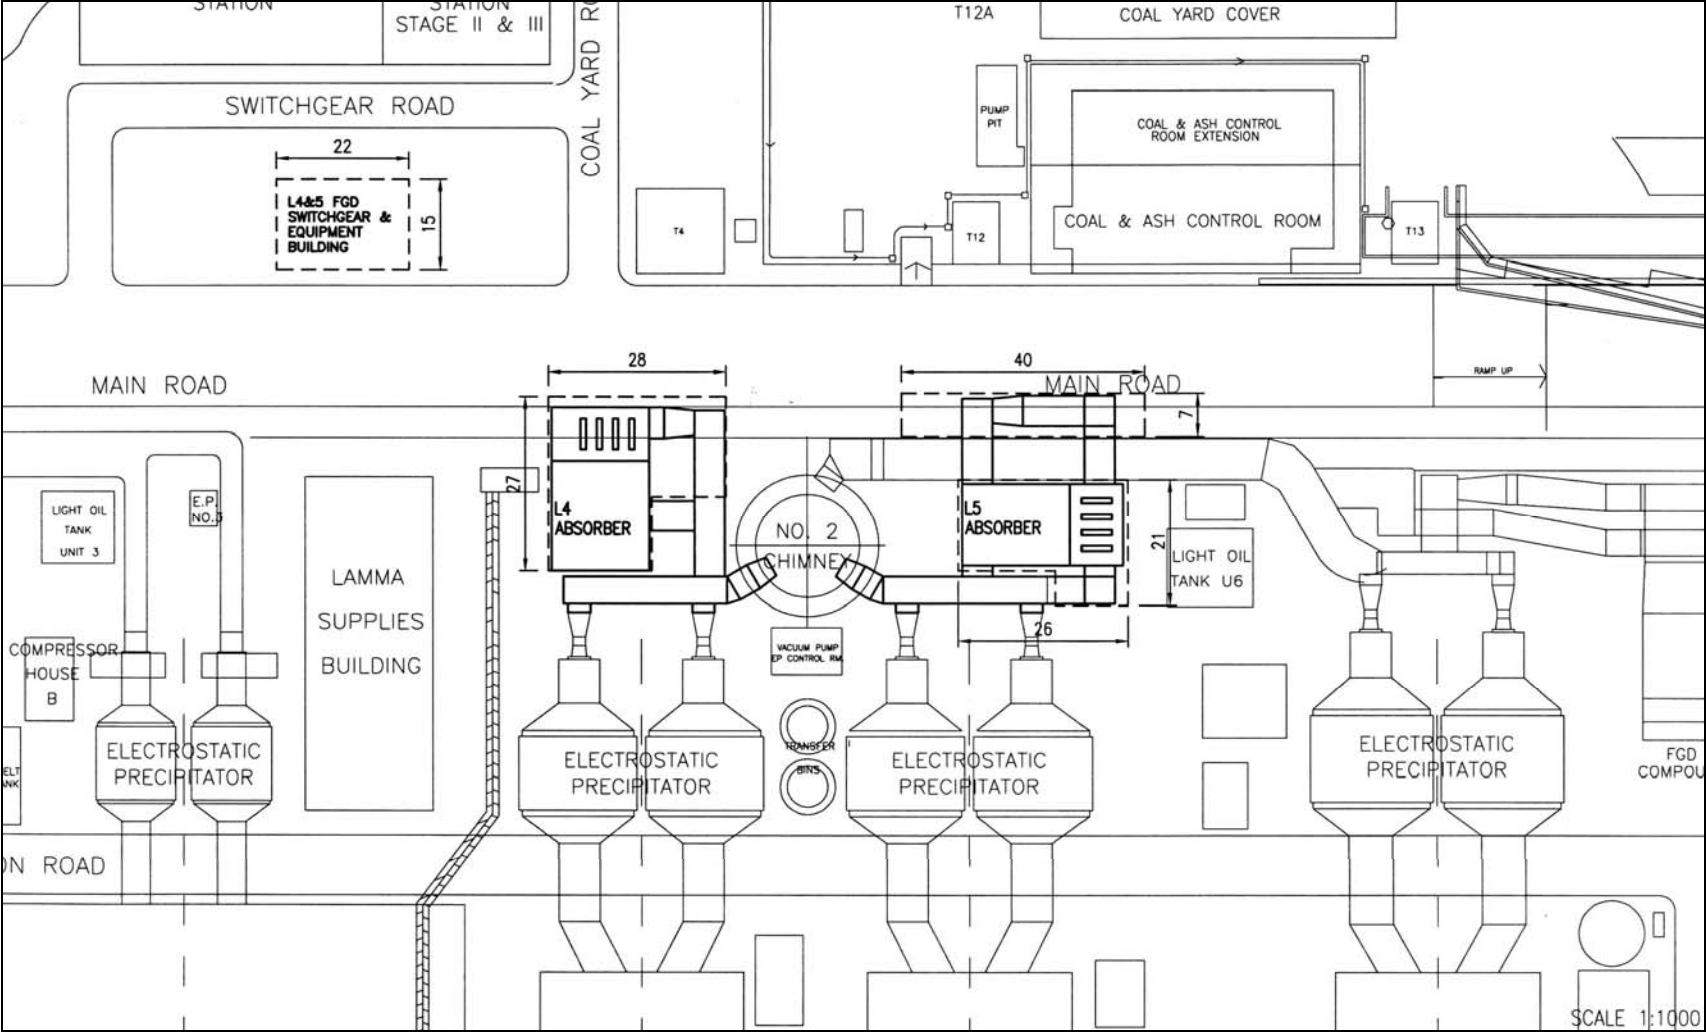 STATION
STATION
STAGE II & III
COAL YARD RO
T12A
COAL YARD COVER
SWITCHGEAR ROAD
22
L4&5 FGD
SWITCHGEAR &
EQUIPMENT
BUILDING
15
PUMP
PIT
COAL & ASH CONTROL
ROOM EXTENSION
COAL & ASH CONTROL ROOM
T4
T12
T13
MAIN ROAD
28
40
MAIN ROAD
7
RAMP UP
27
L4
ABSORBER
NO. 2
CHIMNEY
L5
ABSORBER
21
26
LIGHT OIL
TANK U6
LIGHT OIL
TANK
UNIT 3
E.P.
NO.3
LAMMA
SUPPLIES
BUILDING
COMPRESSOR
HOUSE
B
VACUUM PUMP
EP CONTROL RM.
TRANSFER
BINS
ELECTROSTATIC
PRECIPITATOR
ELECTROSTATIC
PRECIPITATOR
ELECTROSTATIC
PRECIPITATOR
ELECTROSTATIC
PRECIPITATOR
ELT
ANK
FGD
COMPOU
ON ROAD
SCALE 1:1000